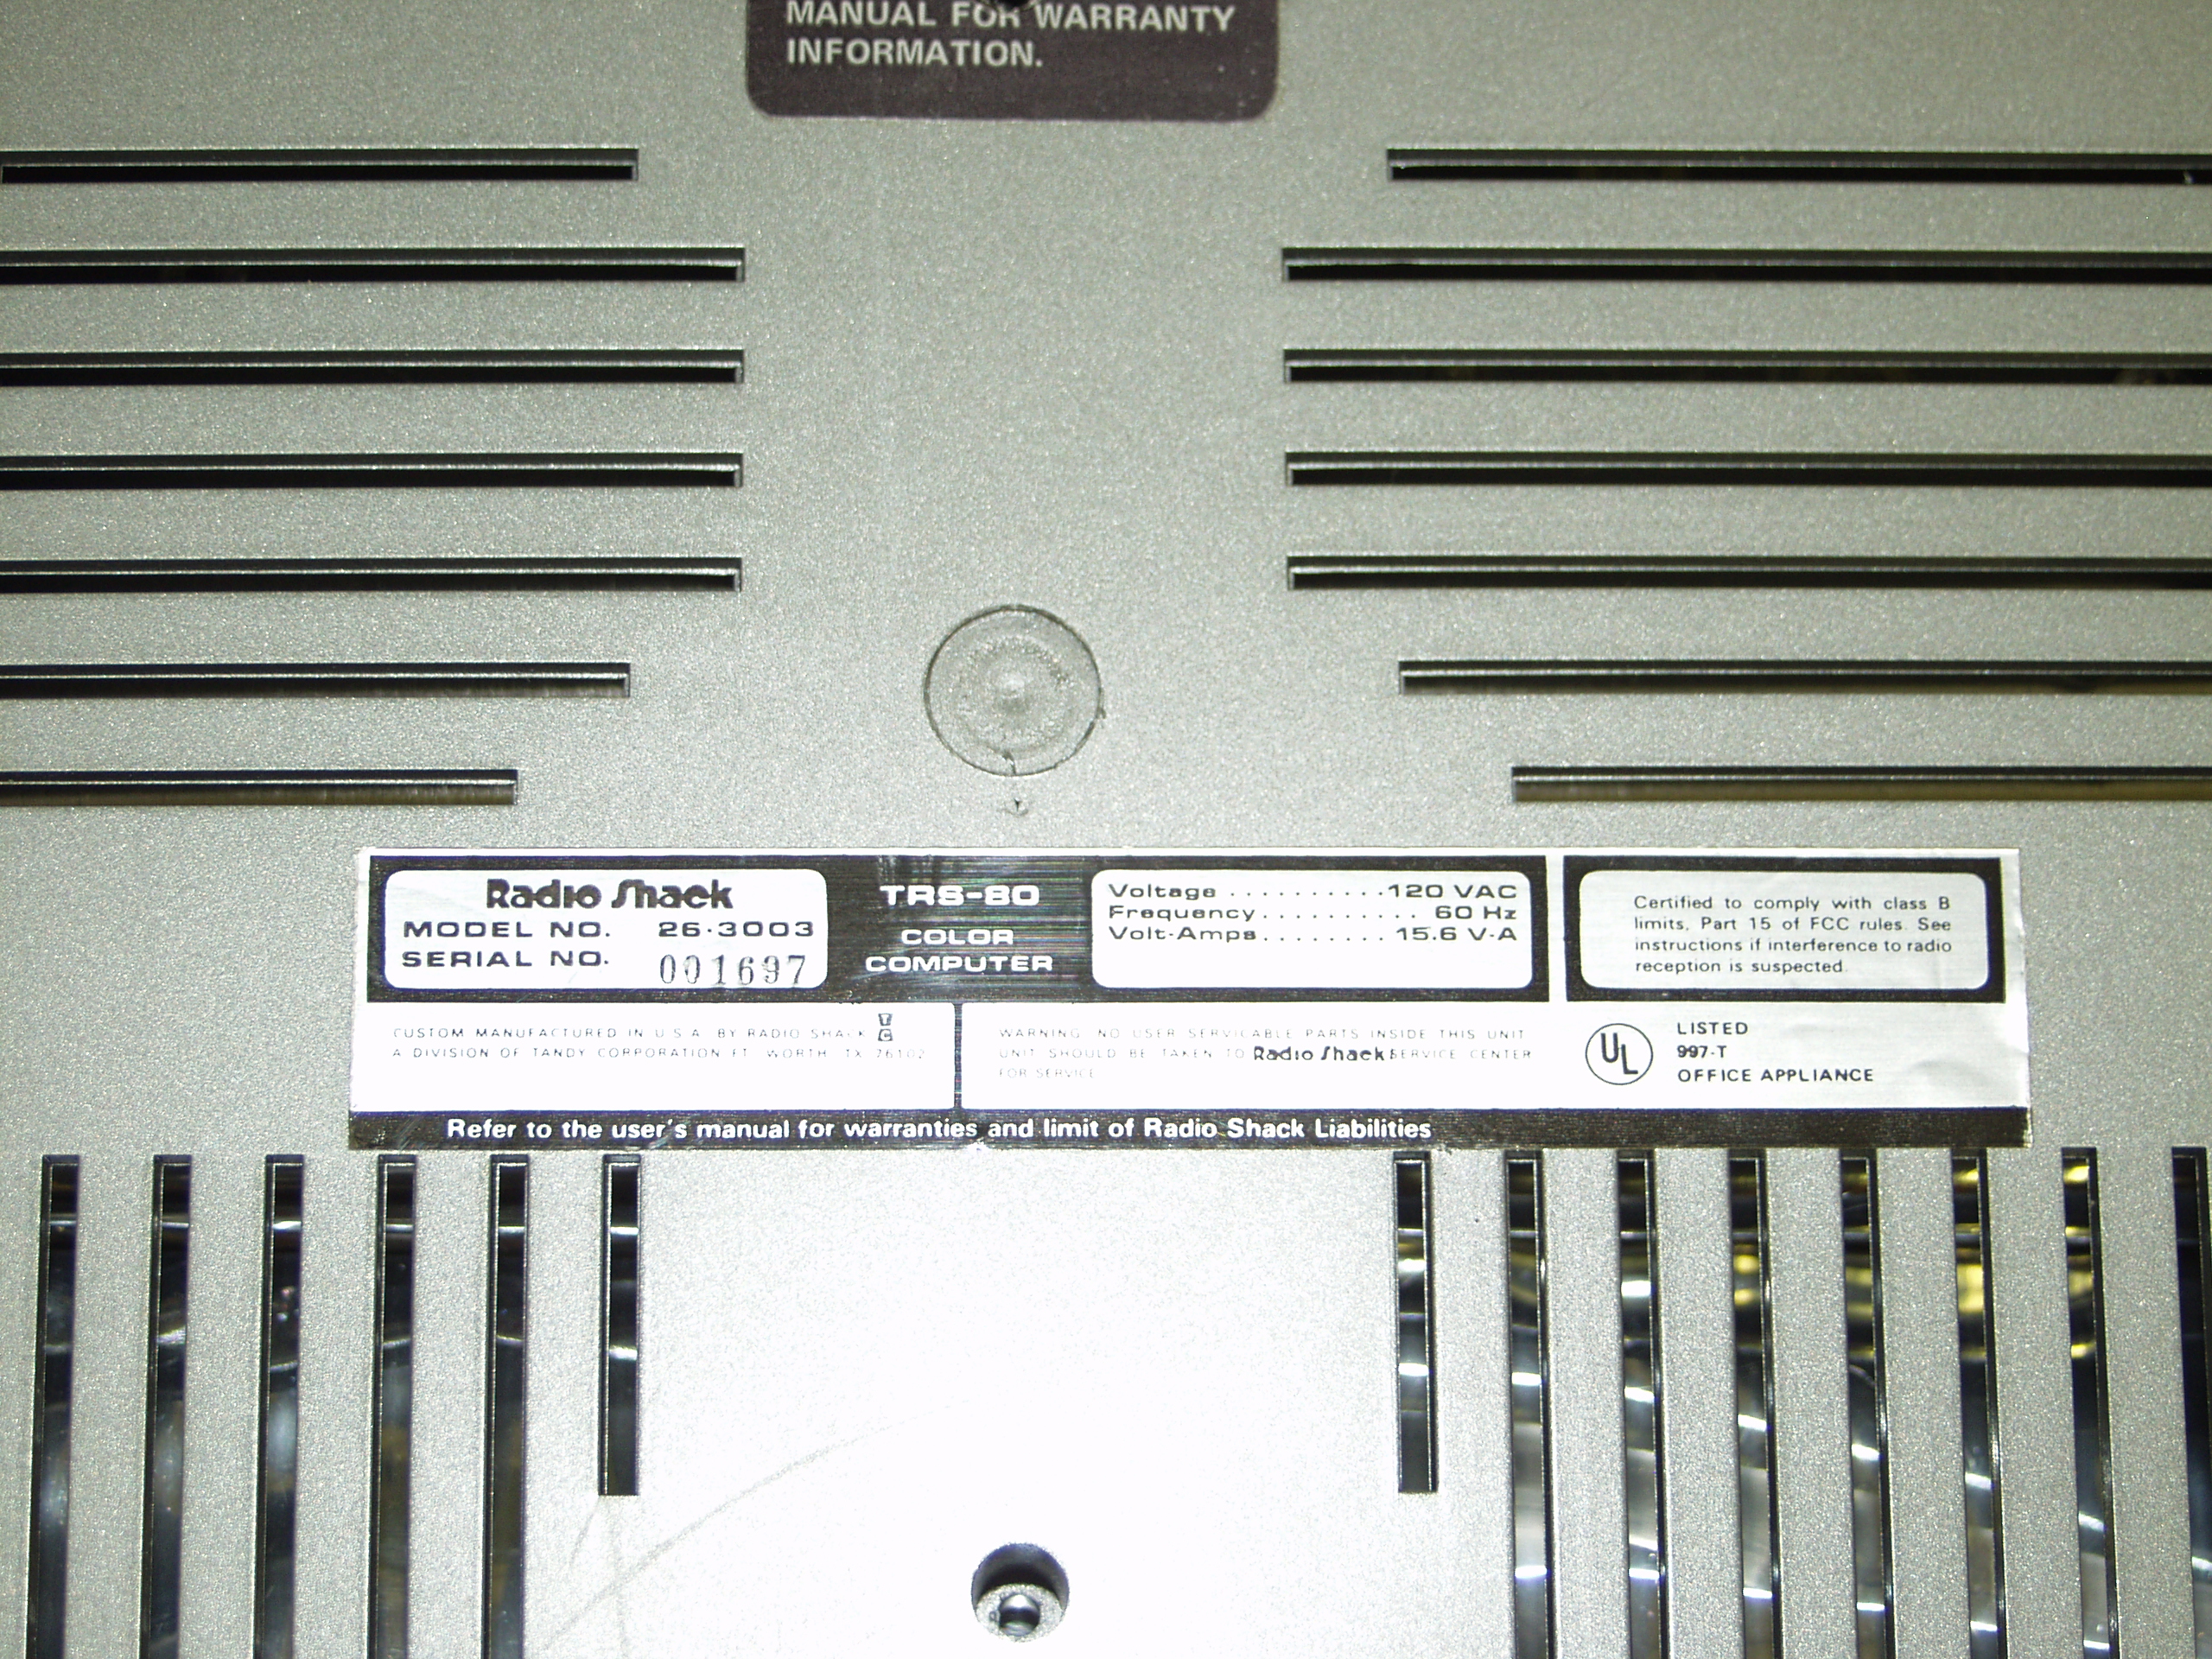 MANUAL FOR WARRANTY
INFORMATION.
Radio Shack
MODEL NO. 26-3003
SERIAL NO. 001697
TRS-80
COLOR
COMPUTER
Voltage ..........120 VAC
Frequency.......... 60 Hz
Volt-Amps........ 15.6 V-A
Certified to comply with class B
limits, Part 15 of FCC rules. See
instructions if interference to radio
reception is suspected.
CUSTOM MANUFACTURED IN U.S.A. BY RADIO SHACK
A DIVISION OF TANDY CORPORATION FT. WORTH, TX 76102
WARNING: NO USER SERVICABLE PARTS INSIDE THIS UNIT
UNIT SHOULD BE TAKEN TO Radio Shack SERVICE CENTER
FOR SERVICE
UL
LISTED
997-T
OFFICE APPLIANCE
Refer to the user's manual for warranties and limit of Radio Shack Liabilities